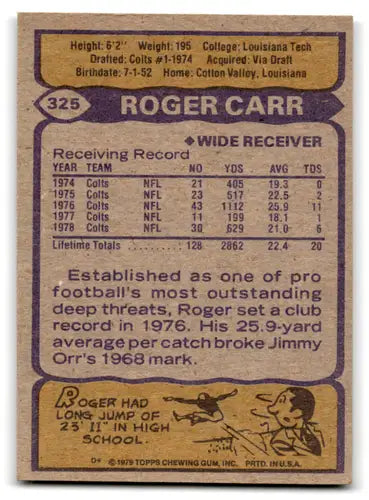 Height: 6'2" Weight: 195 College: Louisiana Tech
Drafted: Colts #1-1974 Acquired: Via Draft
Birthdate: 7-1-52 Home: Cotton Valley, Louisiana
325 ROGER CARR
◆WIDE RECEIVER
Receiving Record
YEAR TEAM NO YDS AVG TDS
1974 Colts NFL 21 405 19.3 0
1975 Colts NFL 23 517 22.5 2
1976 Colts NFL 43 1112 25.9 11
1977 Colts NFL 11 199 18.1 1
1978 Colts NFL 30 629 21.0 6
Lifetime Totals 128 2862 22.4 20
Established as one of pro
football's most outstanding
deep threats, Roger set a club
record in 1976. His 25.9-yard
average per catch broke Jimmy
Orr's 1968 mark.
ROGER HAD
LONG JUMP OF
23' 11" IN HIGH
SCHOOL.
D* © 1979 TOPPS CHEWING GUM, INC. PRTD. IN U.S.A.